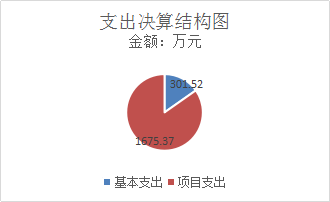 支出决算结构图
金额：万元
301.52
1675.37
基本支出 项目支出